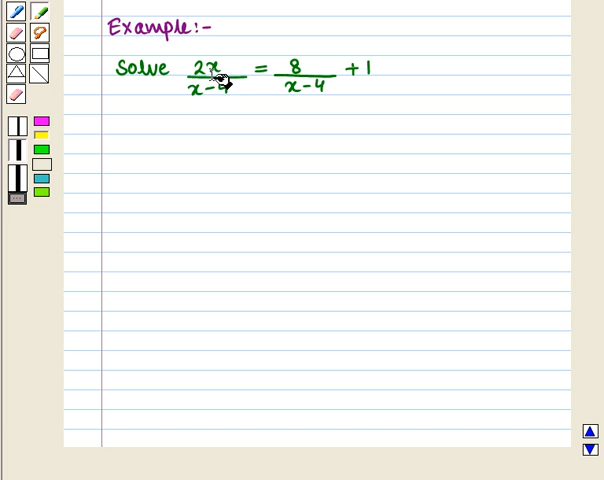 Example:-
Solve 2x/(x-4) = 8/(x-4) + 1